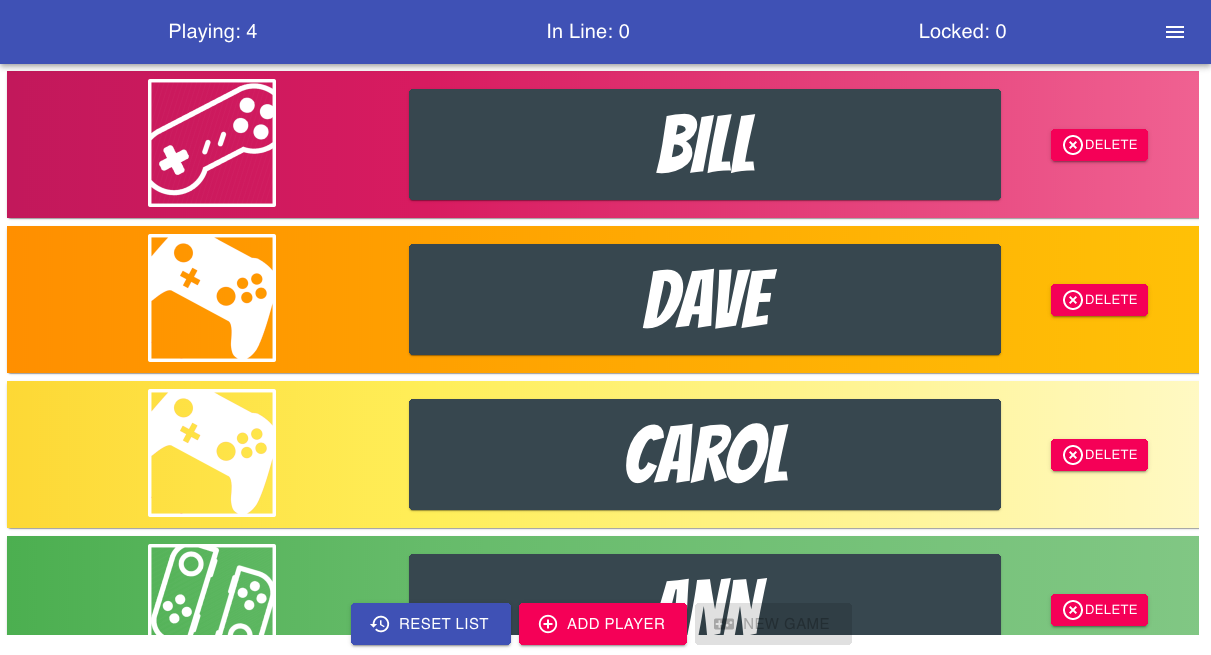 Playing: 4
In Line: 0
Locked: 0
BILL
DELETE
DAVE
DELETE
CAROL
DELETE
ANN
DELETE
RESET LIST
ADD PLAYER
NEW GAME